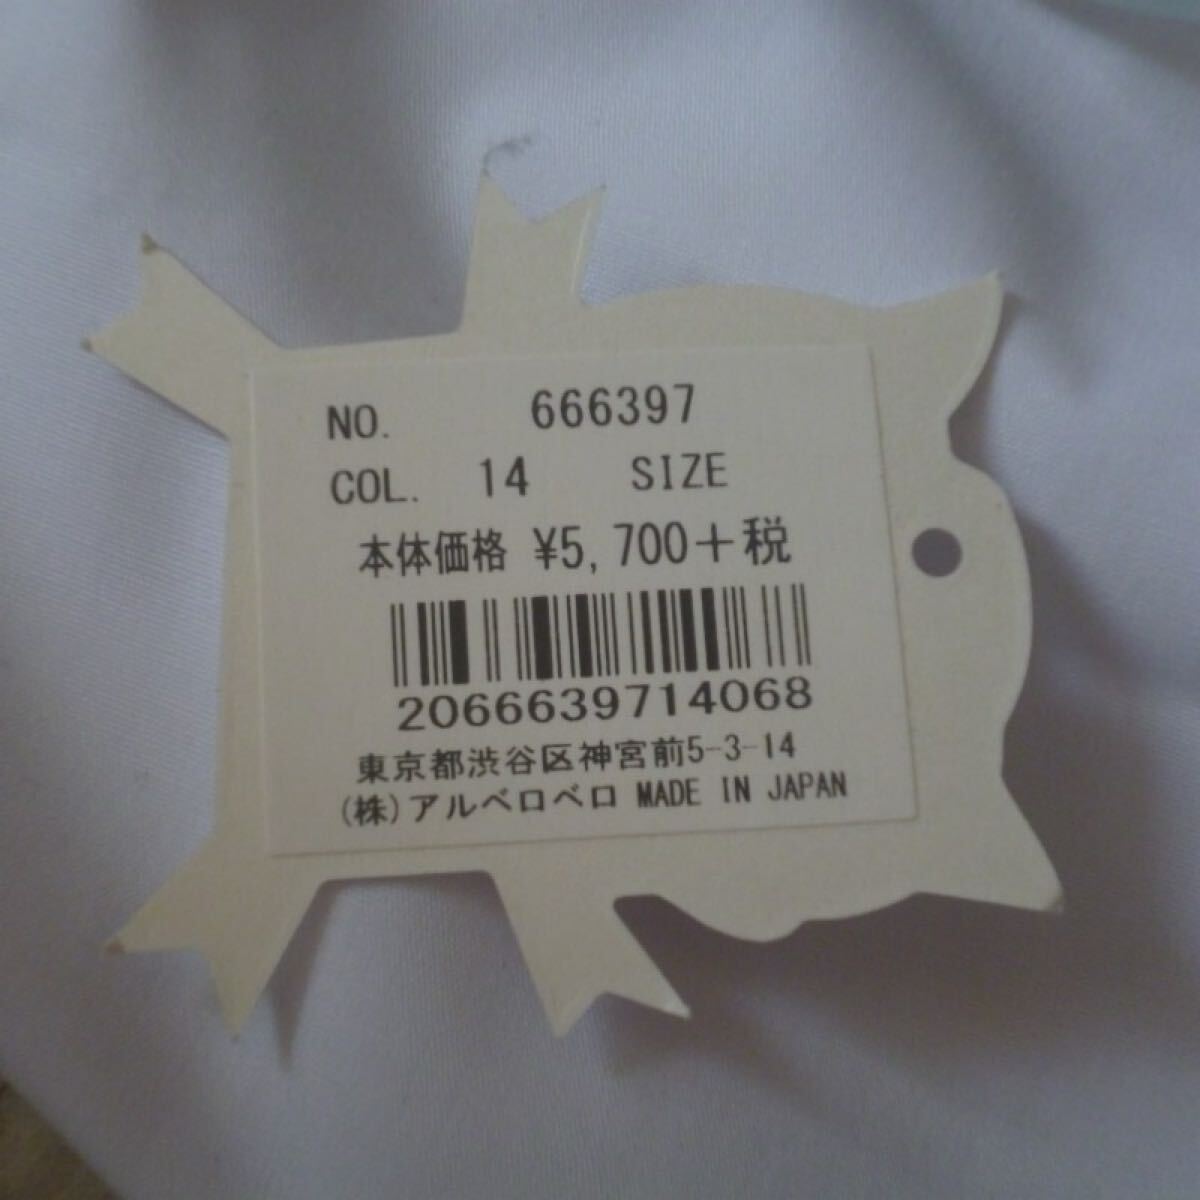 NO. 666397
COL. 14 SIZE
本体価格 ¥5,700+税
2066639714068
東京都渋谷区神宮前5-3-14
(株)アルベロベロ MADE IN JAPAN